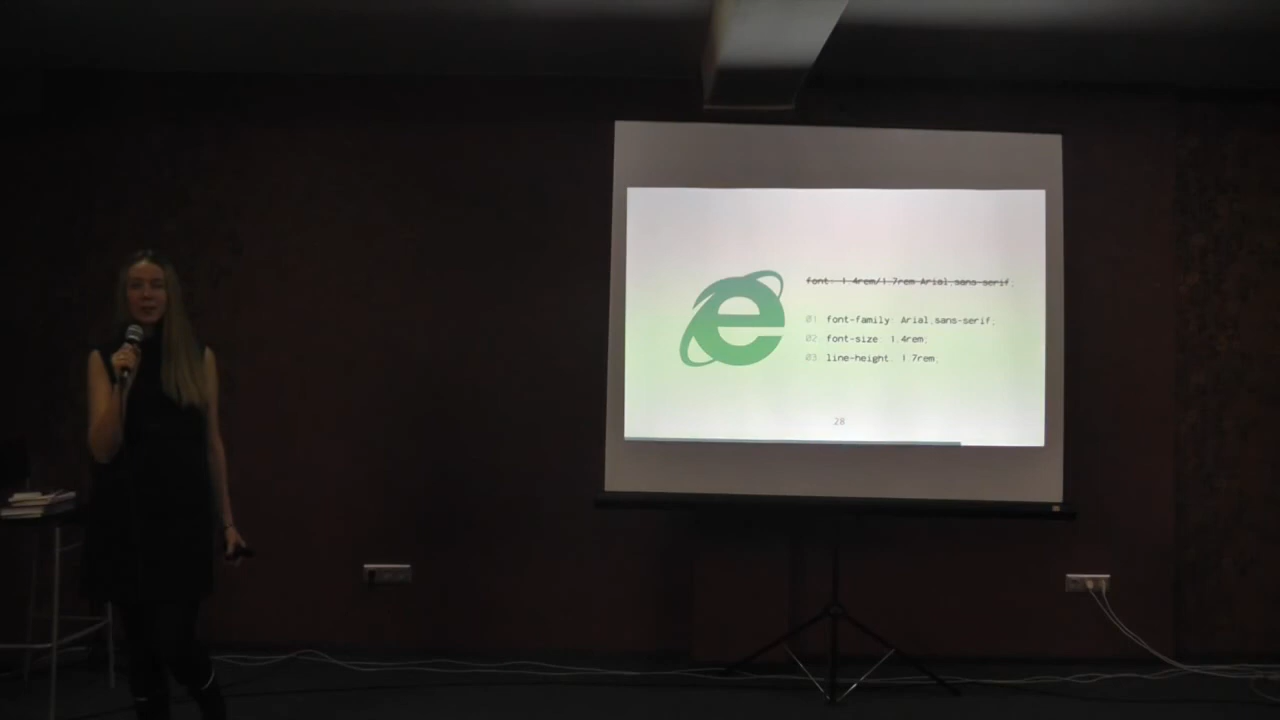 font: 1.4rem/1.7rem Arial,sans-serif;
01 font-family: Arial,sans-serif;
02 font-size: 1.4rem;
03 line-height: 1.7rem;
28